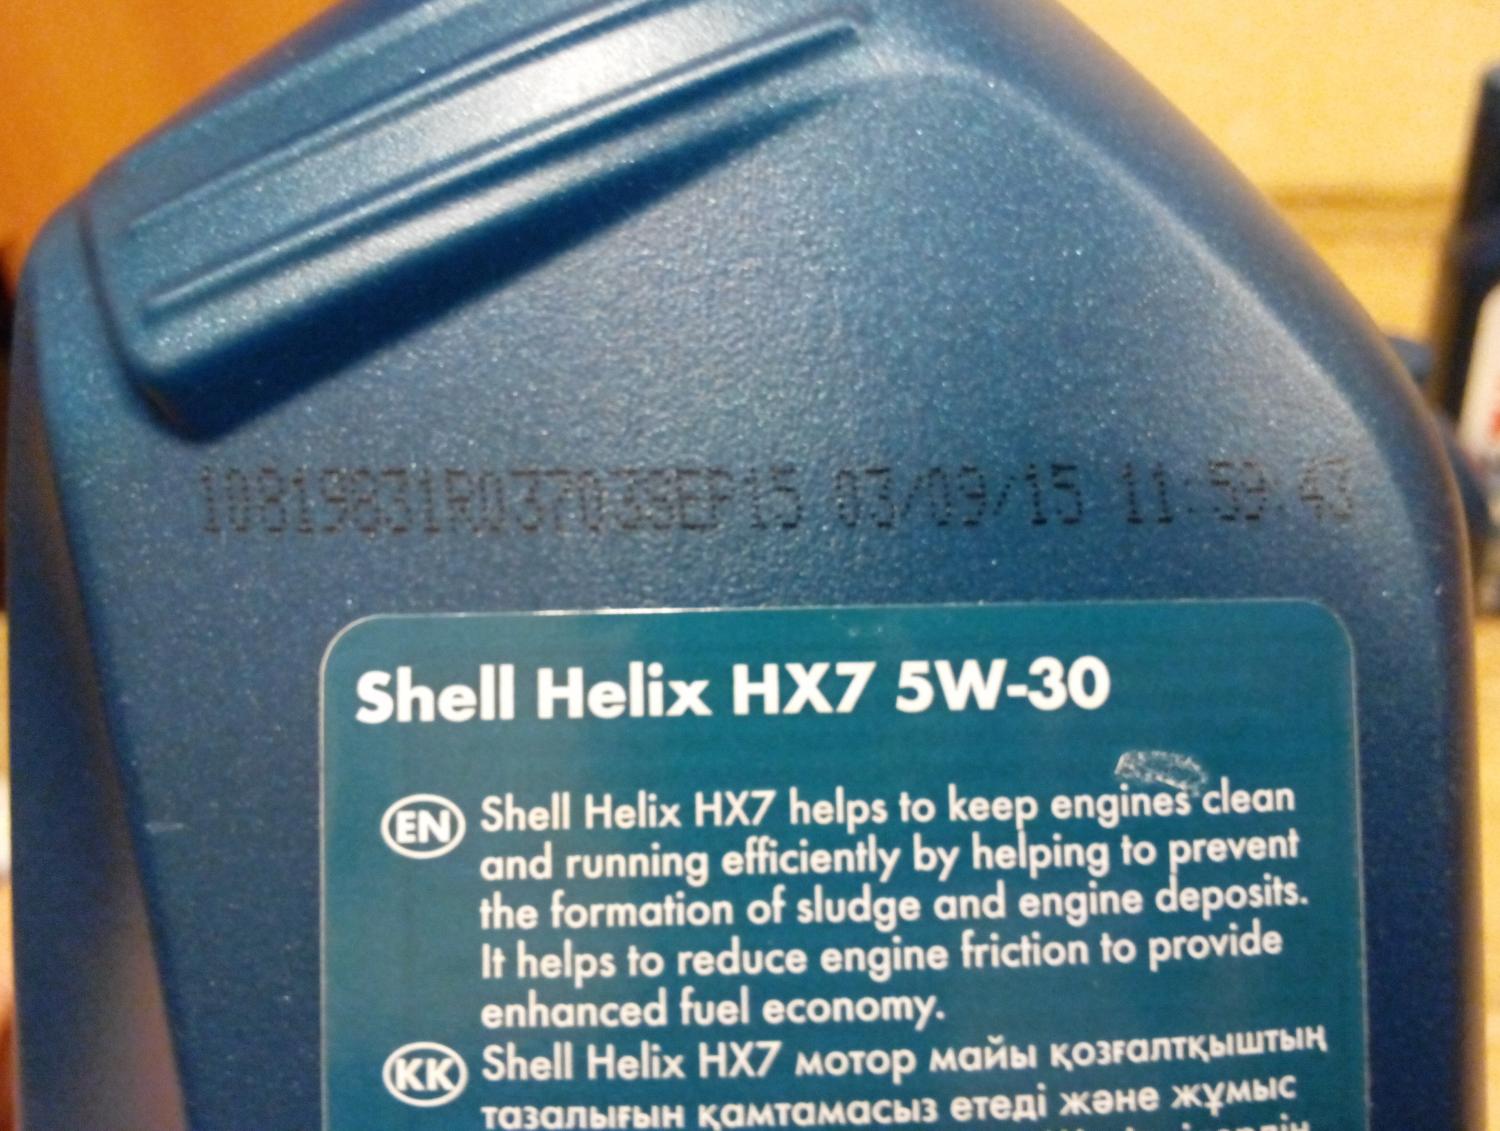 10819831R037039EP15 03/09/15 11:59:43
Shell Helix HX7 5W-30
EN Shell Helix HX7 helps to keep engines clean
and running efficiently by helping to prevent
the formation of sludge and engine deposits.
It helps to reduce engine friction to provide
enhanced fuel economy.
KK Shell Helix HX7 мотор майы қозғалтқыштың
тазалығын қамтамасыз етеді және жұмыс